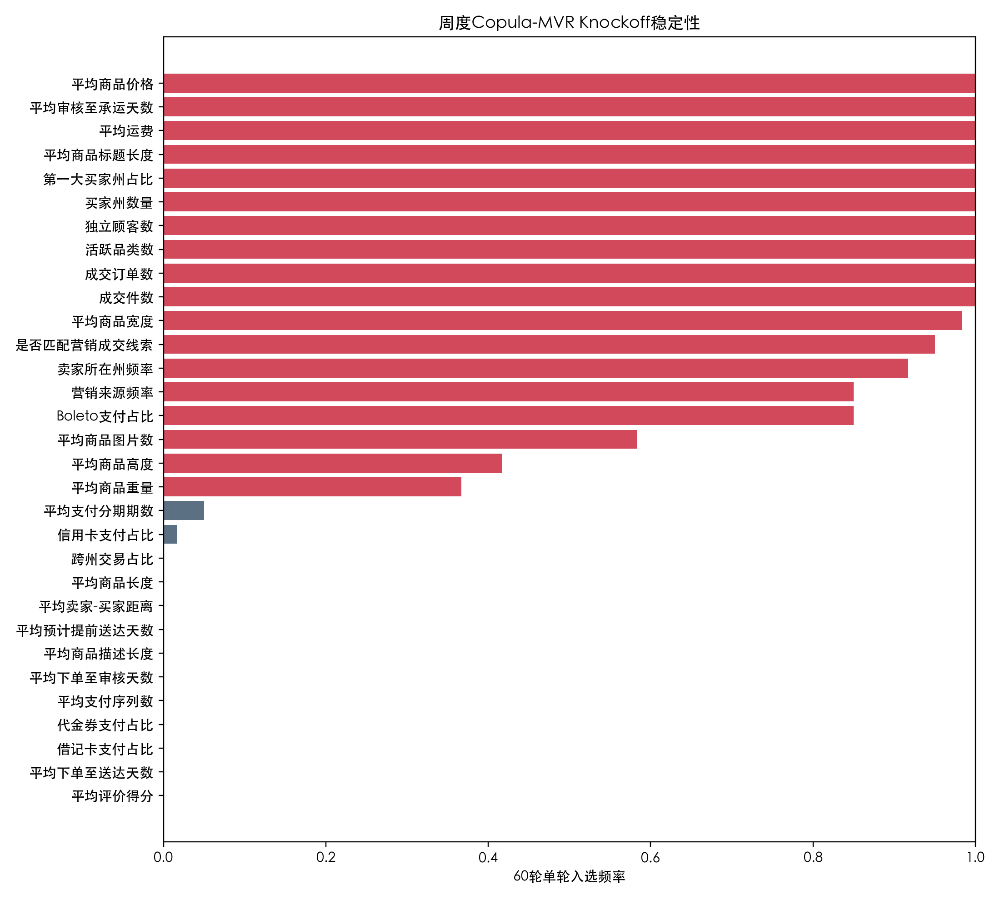 周度Copula-MVR Knockoff稳定性
平均商品价格
平均审核至承运天数
平均运费
平均商品标题长度
第一大买家州占比
买家州数量
独立顾客数
活跃品类数
成交订单数
成交件数
平均商品宽度
是否匹配营销成交线索
卖家所在州频率
营销来源频率
Boleto支付占比
平均商品图片数
平均商品高度
平均商品重量
平均支付分期期数
信用卡支付占比
跨州交易占比
平均商品长度
平均卖家-买家距离
平均预计提前送达天数
平均商品描述长度
平均下单至审核天数
平均支付序列数
代金券支付占比
借记卡支付占比
平均下单至送达天数
平均评价得分
0.0 0.2 0.4 0.6 0.8 1.0
60轮单轮入选频率